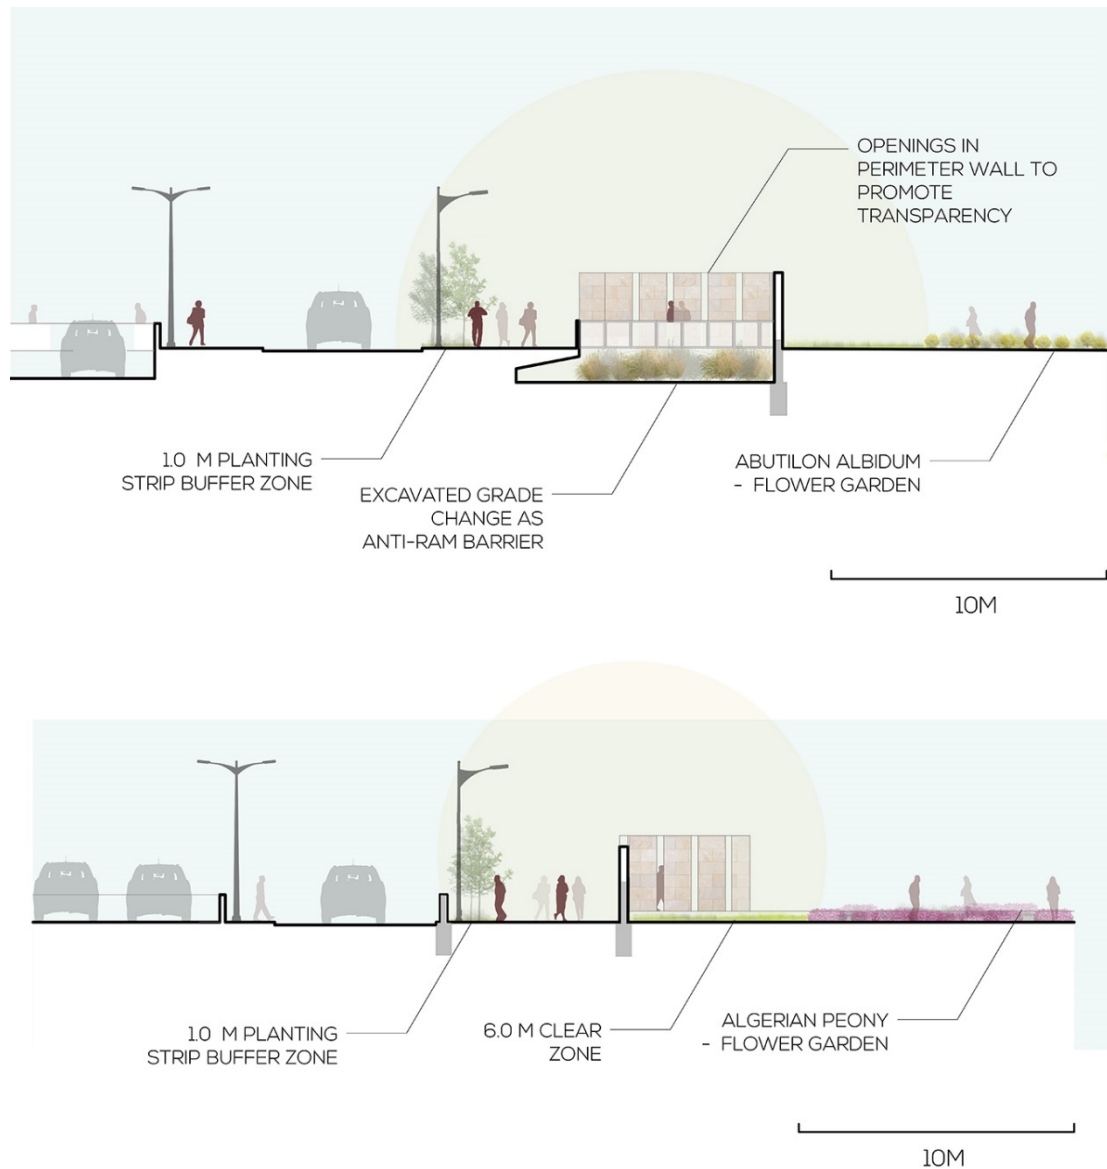 OPENINGS IN
PERIMETER WALL TO
PROMOTE
TRANSPARENCY
1.0 M PLANTING
STRIP BUFFER ZONE
EXCAVATED GRADE
CHANGE AS
ANTI-RAM BARRIER
ABUTILON ALBIDUM
- FLOWER GARDEN
10M
1.0 M PLANTING
STRIP BUFFER ZONE
6.0 M CLEAR
ZONE
ALGERIAN PEONY
- FLOWER GARDEN
10M